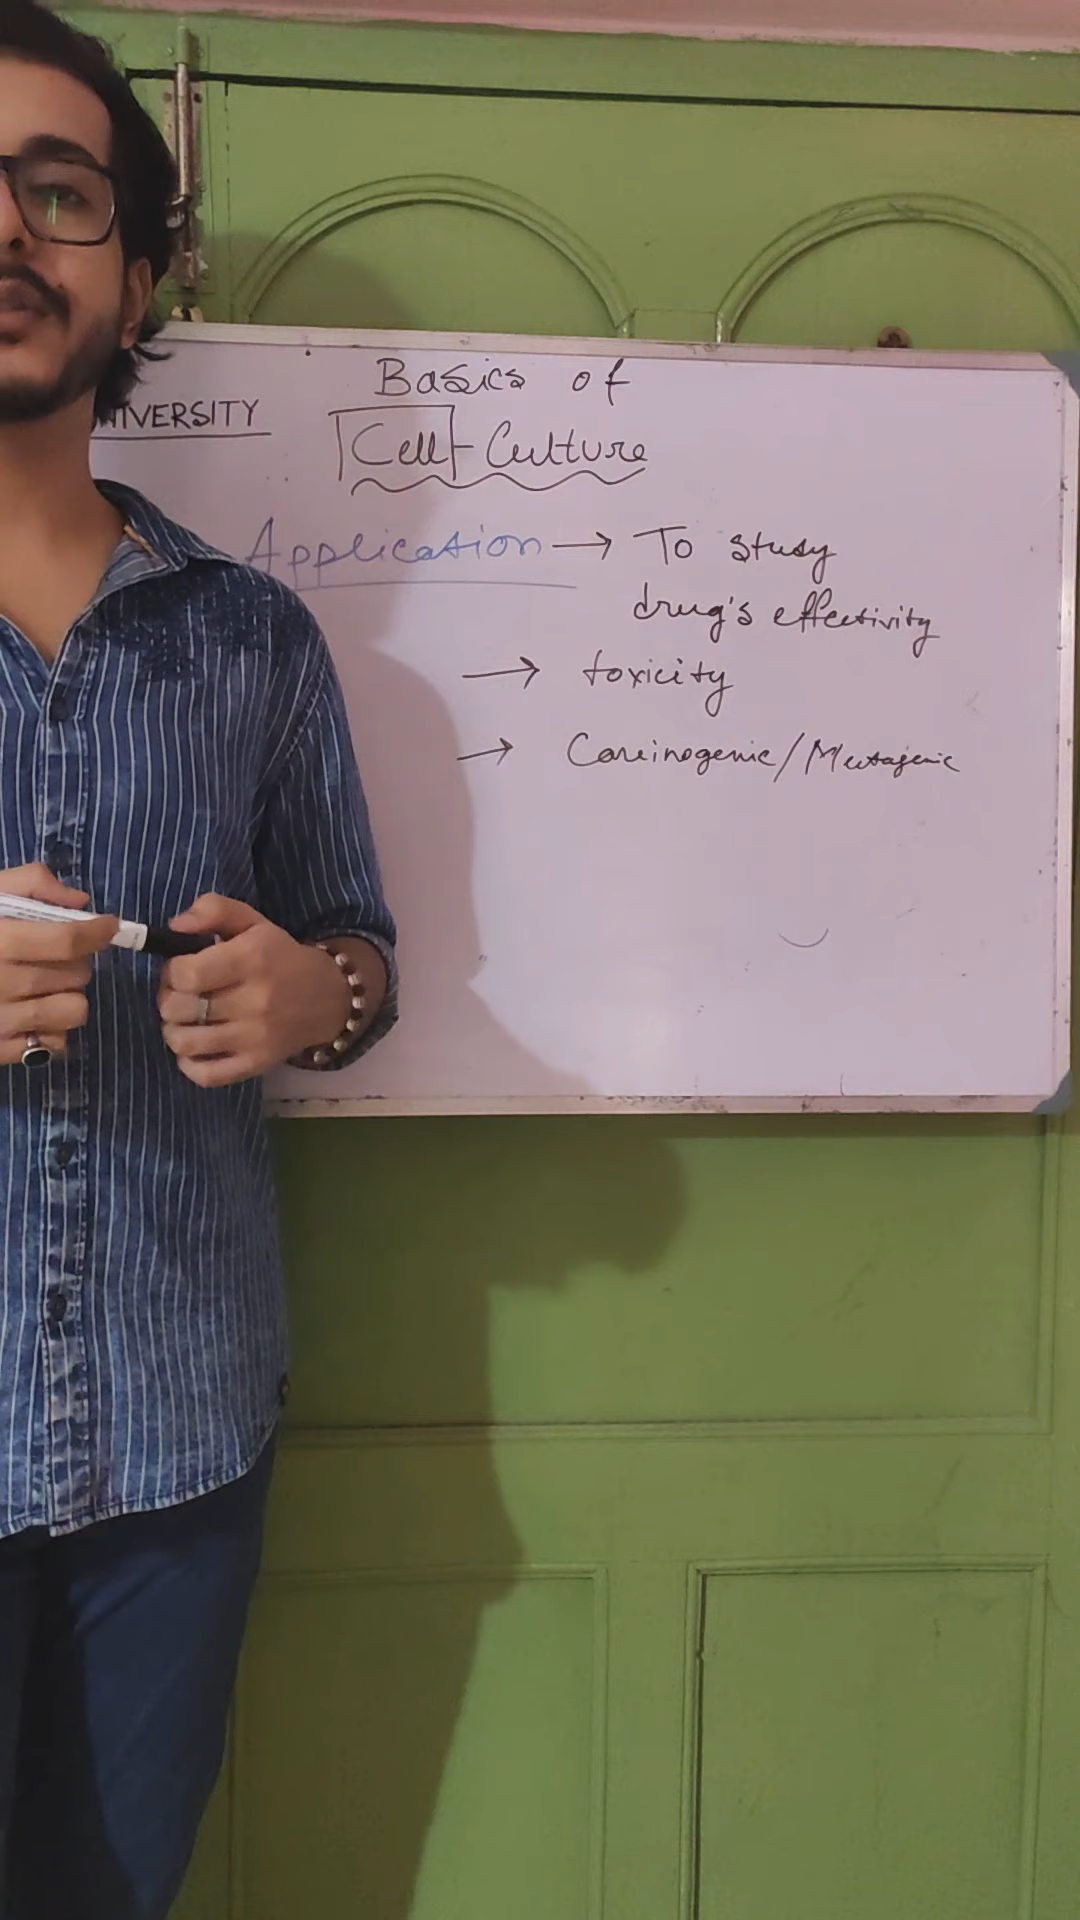 Basics of
NIVERSITY
Cell-Culture
Application → To study
drug's effectivity
→ toxicity
→ Carcinogenic/Mutagenic